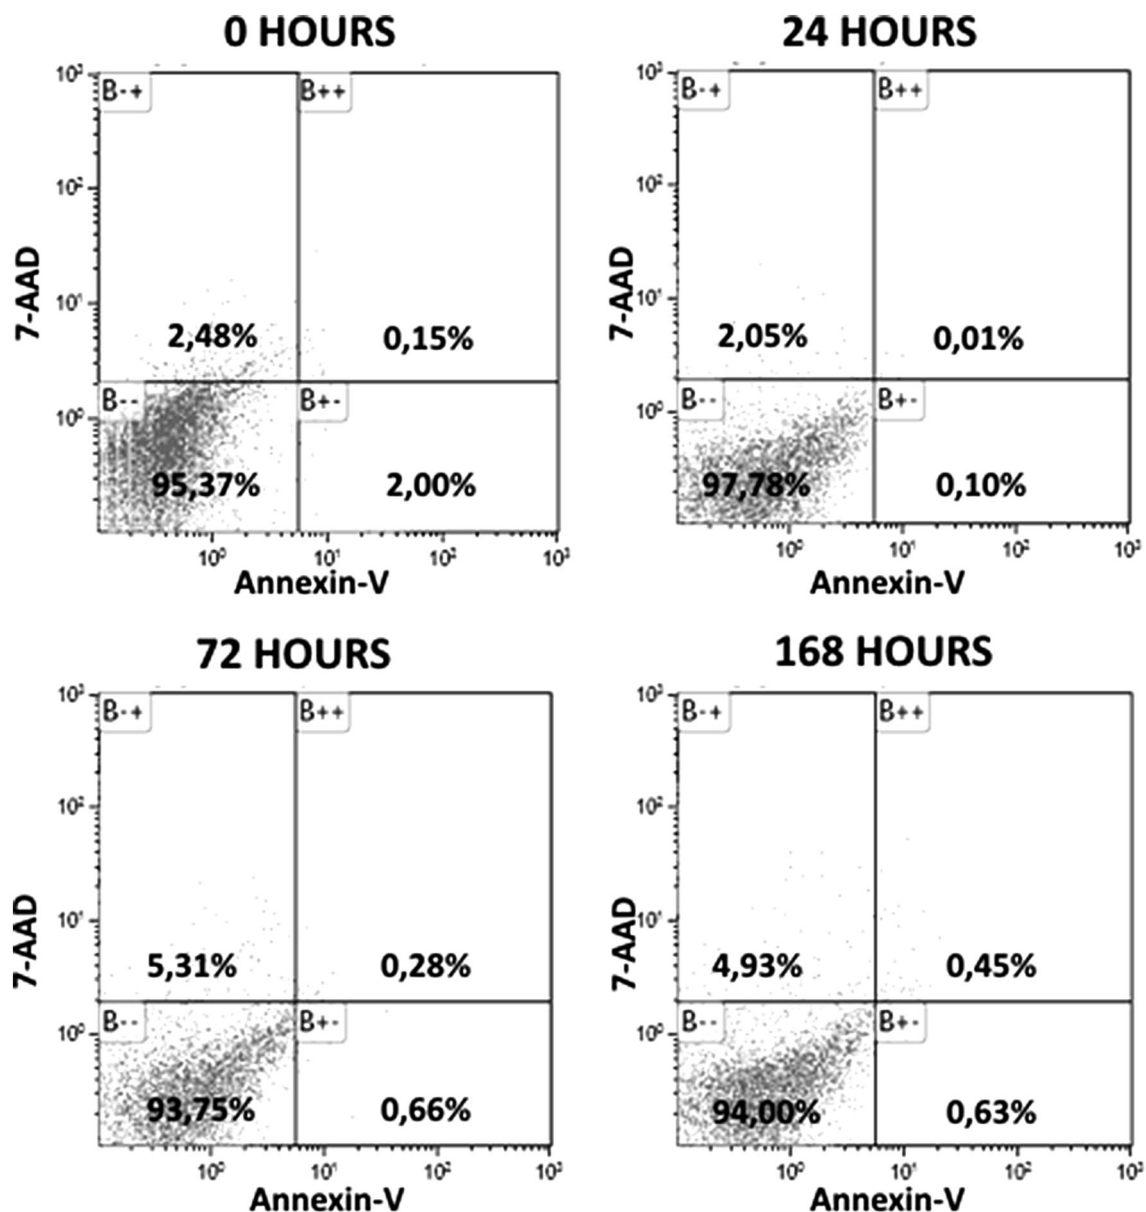 0 HOURS
24 HOURS
10³
B-+
B++
10²
7-AAD
10¹
2,48%
0,15%
B--
B+-
10⁰
95,37%
2,00%
10⁰
10¹
10²
10³
Annexin-V
10³
B-+
B++
10²
7-AAD
10¹
2,05%
0,01%
B--
B+-
10⁰
97,78%
0,10%
10⁰
10¹
10²
10³
Annexin-V
72 HOURS
168 HOURS
10³
B-+
B++
10²
7-AAD
10¹
5,31%
0,28%
B--
B+-
10⁰
93,75%
0,66%
10⁰
10¹
10²
10³
Annexin-V
10³
B-+
B++
10²
7-AAD
10¹
4,93%
0,45%
B--
B+-
10⁰
94,00%
0,63%
10⁰
10¹
10²
10³
Annexin-V